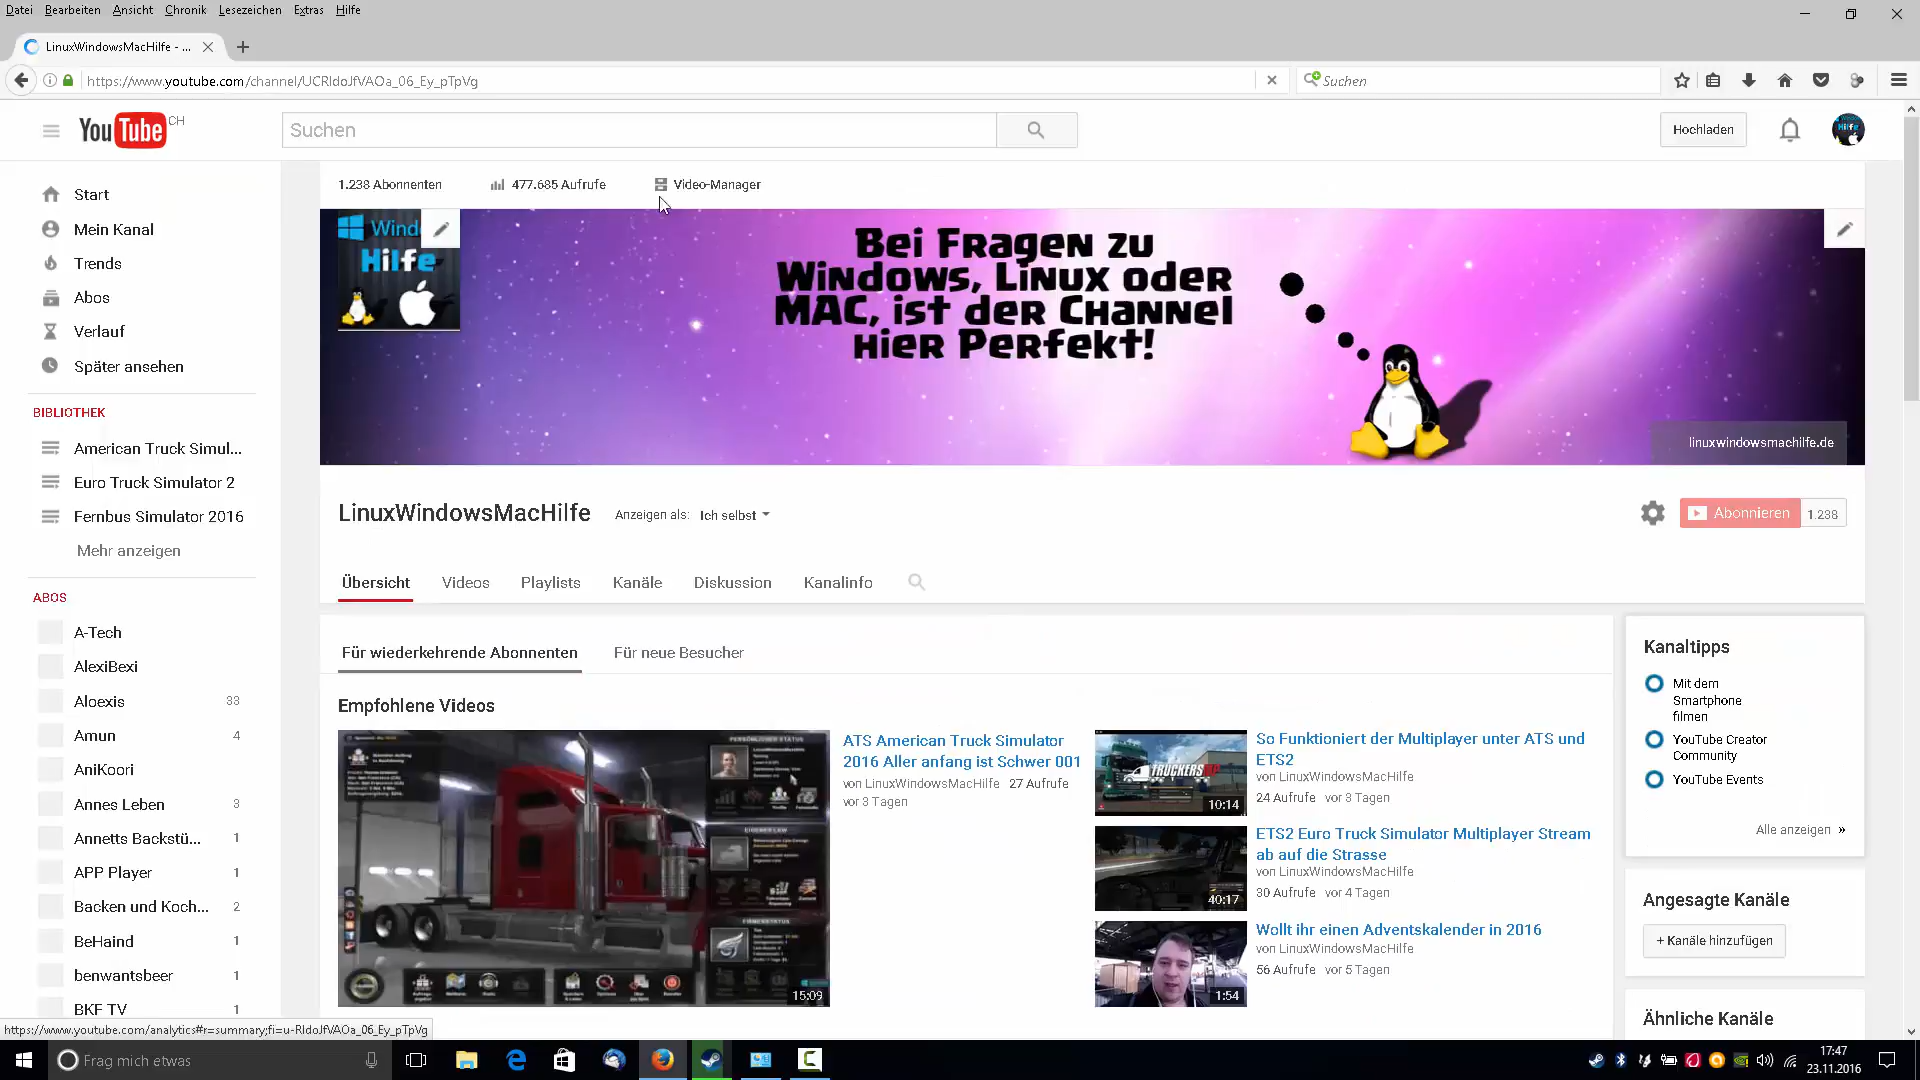 Datei Bearbeiten Ansicht Chronik Lesezeichen Extras Hilfe
LinuxWindowsMacHilfe - ...
https://www.youtube.com/channel/UCRIdoJfVAOa_06_Ey_pTpVg
Suchen
YouTube CH
Suchen
Hochladen
1.238 Abonnenten 477.685 Aufrufe Video-Manager
Start
Mein Kanal
Trends
Abos
Verlauf
Später ansehen
BIBLIOTHEK
American Truck Simul...
Euro Truck Simulator 2
Fernbus Simulator 2016
Mehr anzeigen
ABOS
A-Tech
AlexiBexi
Aloexis 33
Amun 4
AniKoori
Annes Leben 3
Annetts Backstü... 1
APP Player 1
Backen und Koch... 2
BeHaind 1
benwantsbeer 1
BKF TV 1
Wind
Hilfe
Bei Fragen zu
Windows, Linux oder
MAC, ist der Channel
hier Perfekt!
linuxwindowsmachilfe.de
LinuxWindowsMacHilfe Anzeigen als: Ich selbst
Abonnieren 1.238
Übersicht Videos Playlists Kanäle Diskussion Kanalinfo
Für wiederkehrende Abonnenten Für neue Besucher
Empfohlene Videos
15:09
ATS American Truck Simulator
2016 Aller anfang ist Schwer 001
von LinuxWindowsMacHilfe 27 Aufrufe
vor 3 Tagen
TRUCKERS
10:14
So Funktioniert der Multiplayer unter ATS und
ETS2
von LinuxWindowsMacHilfe
24 Aufrufe vor 3 Tagen
40:17
ETS2 Euro Truck Simulator Multiplayer Stream
ab auf die Strasse
von LinuxWindowsMacHilfe
30 Aufrufe vor 4 Tagen
1:54
Wollt ihr einen Adventskalender in 2016
von LinuxWindowsMacHilfe
56 Aufrufe vor 5 Tagen
Kanaltipps
Mit dem
Smartphone
filmen
YouTube Creator
Community
YouTube Events
Alle anzeigen »
Angesagte Kanäle
+ Kanäle hinzufügen
Ähnliche Kanäle
https://www.youtube.com/analytics#r=summary;fi=u-RIdoJfVAOa_06_Ey_pTpVg
Frag mich etwas
17:47
23.11.2016